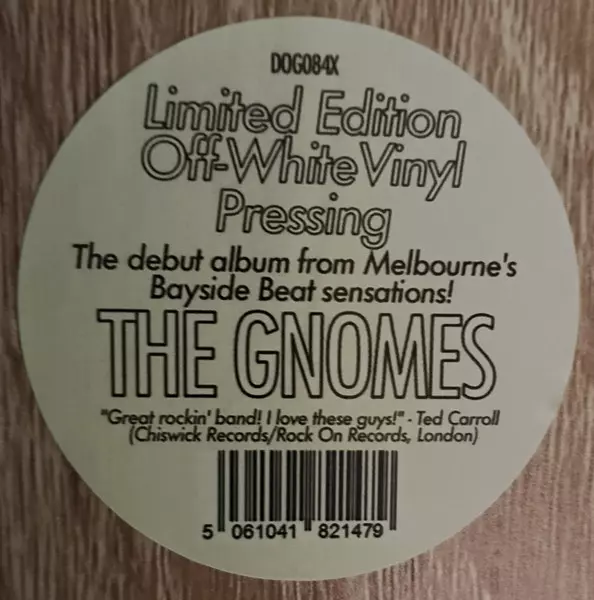 DOG084X
Limited Edition
Off-White Vinyl
Pressing
The debut album from Melbourne's
Bayside Beat sensations!
THE GNOMES
"Great rockin' band! I love these guys!" - Ted Carroll
(Chiswick Records/Rock On Records, London)
5 061041 821479